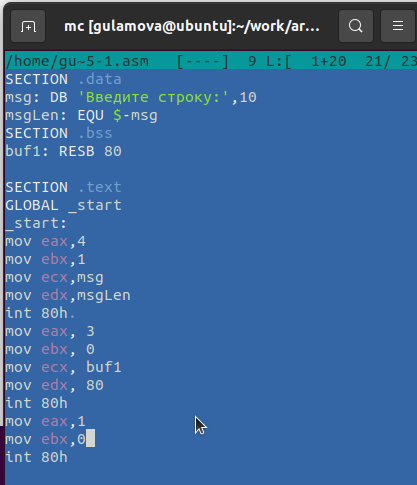 mc [gulamova@ubuntu]:~/work/ar...
/home/gu~5-1.asm [----] 9 L:[ 1+20 21/ 23
SECTION .data
msg: DB 'Введите строку:',10
msgLen: EQU $-msg
SECTION .bss
buf1: RESB 80
SECTION .text
GLOBAL _start
_start:
mov eax,4
mov ebx,1
mov ecx,msg
mov edx,msgLen
int 80h.
mov eax, 3
mov ebx, 0
mov ecx, buf1
mov edx, 80
int 80h
mov eax,1
mov ebx,0
int 80h